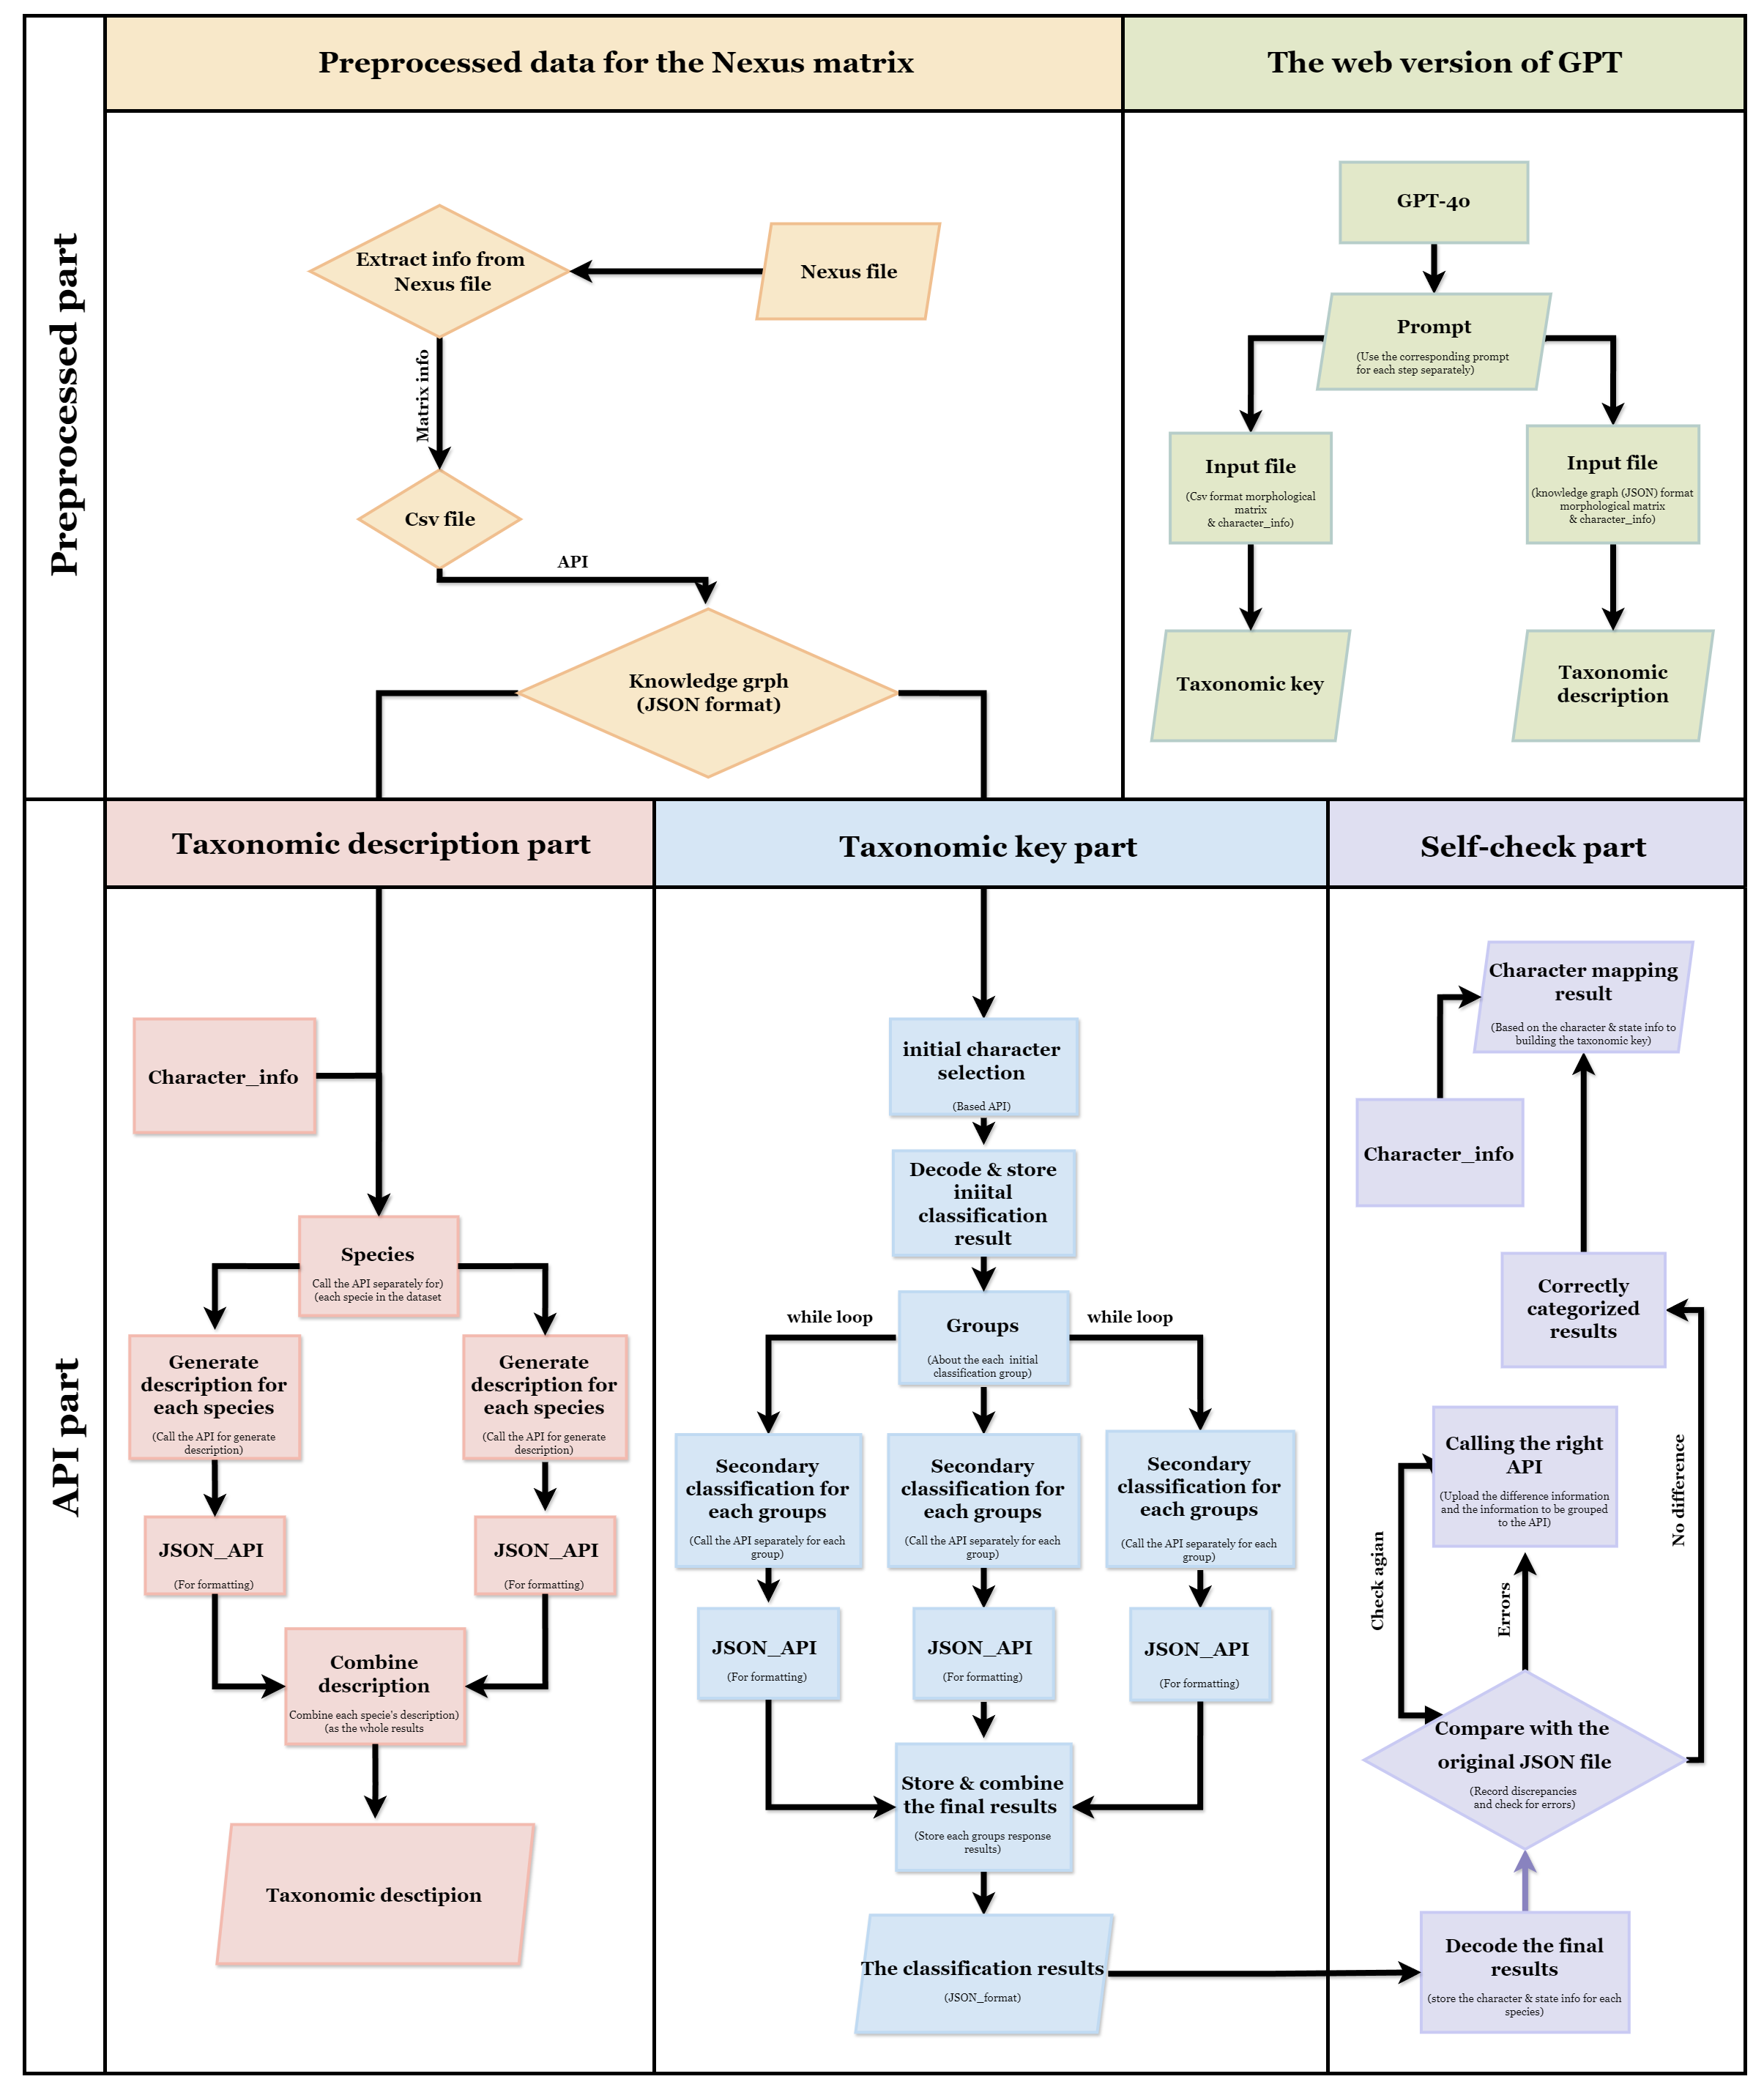 Preprocessed part
Preprocessed data for the Nexus matrix
Extract info from
Nexus file
Nexus file
Matrix info
Csv file
API
Knowledge grph
(JSON format)
The web version of GPT
GPT-4o
Prompt
(Use the corresponding prompt
for each step separately)
Input file
(Csv format morphological
matrix
& character_info)
Input file
(knowledge graph (JSON) format
morphological matrix
& character_info)
Taxonomic key
Taxonomic
description
API part
Taxonomic description part
Character_info
Species
Call the API separately for)
(each specie in the dataset
Generate
description for
each species
(Call the API for generate
description)
Generate
description for
each species
(Call the API for generate
description)
JSON_API
(For formatting)
JSON_API
(For formatting)
Combine
description
Combine each specie's description)
(as the whole results
Taxonomic desctipion
Taxonomic key part
initial character
selection
(Based API)
Decode & store
iniital
classification
result
while loop
Groups
(About the each initial
classification group)
while loop
Secondary
classification for
each groups
(Call the API separately for each
group)
Secondary
classification for
each groups
(Call the API separately for each
group)
Secondary
classification for
each groups
(Call the API separately for each
group)
JSON_API
(For formatting)
JSON_API
(For formatting)
JSON_API
(For formatting)
Store & combine
the final results
(Store each groups response
results)
The classification results
(JSON_format)
Self-check part
Character mapping
result
(Based on the character & state info to
building the taxonomic key)
Character_info
Correctly
categorized
results
Calling the right
API
(Upload the difference information
and the information to be grouped
to the API)
No difference
Check agian
Errors
Compare with the
original JSON file
(Record discrepancies
and check for errors)
Decode the final
results
(store the character & state info for each
species)